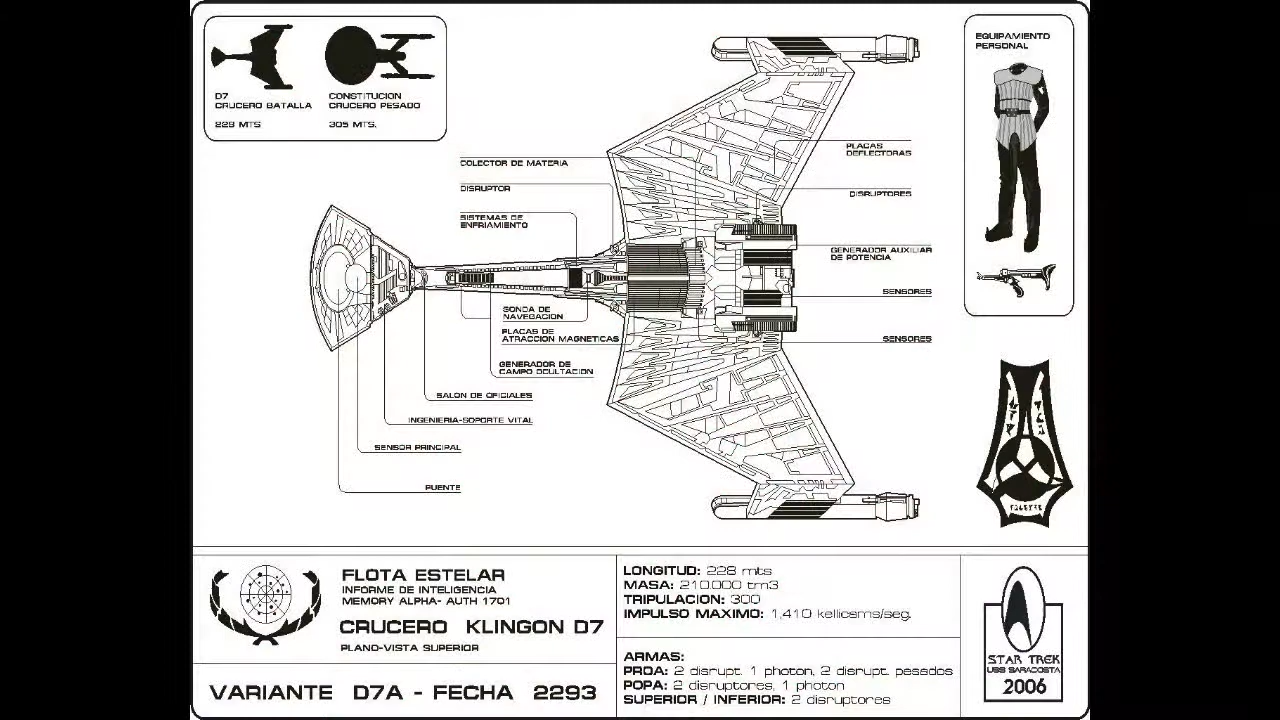 D7
CRUCERO BATALLA
229 MTS
CONSTITUCION
CRUCERO PESADO
305 MTS.
EQUIPAMIENTO
PERSONAL
COLECTOR DE MATERIA
DISRUPTOR
SISTEMAS DE
ENFRIAMIENTO
PLACAS
DEFLECTORAS
DISRUPTORES
GENERADOR AUXILIAR
DE POTENCIA
SENSORES
SENSORES
SONDA DE
NAVEGACION
PLACAS DE
ATRACCION MAGNETICAS
GENERADOR DE
CAMPO OCULTACION
SALON DE OFICIALES
INGENIERIA-SOPORTE VITAL
SENSOR PRINCIPAL
PUENTE
FLOTA ESTELAR
INFORME DE INTELIGENCIA
MEMORY ALPHA- AUTH 1701
CRUCERO KLINGON D7
PLANO-VISTA SUPERIOR
VARIANTE D7A - FECHA 2293
LONGITUD: 228 mts
MASA: 210.000 tm3
TRIPULACION: 300
IMPULSO MAXIMO: 1,410 kellicams/seg.
ARMAS:
PROA: 2 disrupt. 1 photon, 2 disrupt. pesados
POPA: 2 disruptores, 1 photon
SUPERIOR / INFERIOR: 2 disruptores
STAR TREK
USS SARACOSTA
2006